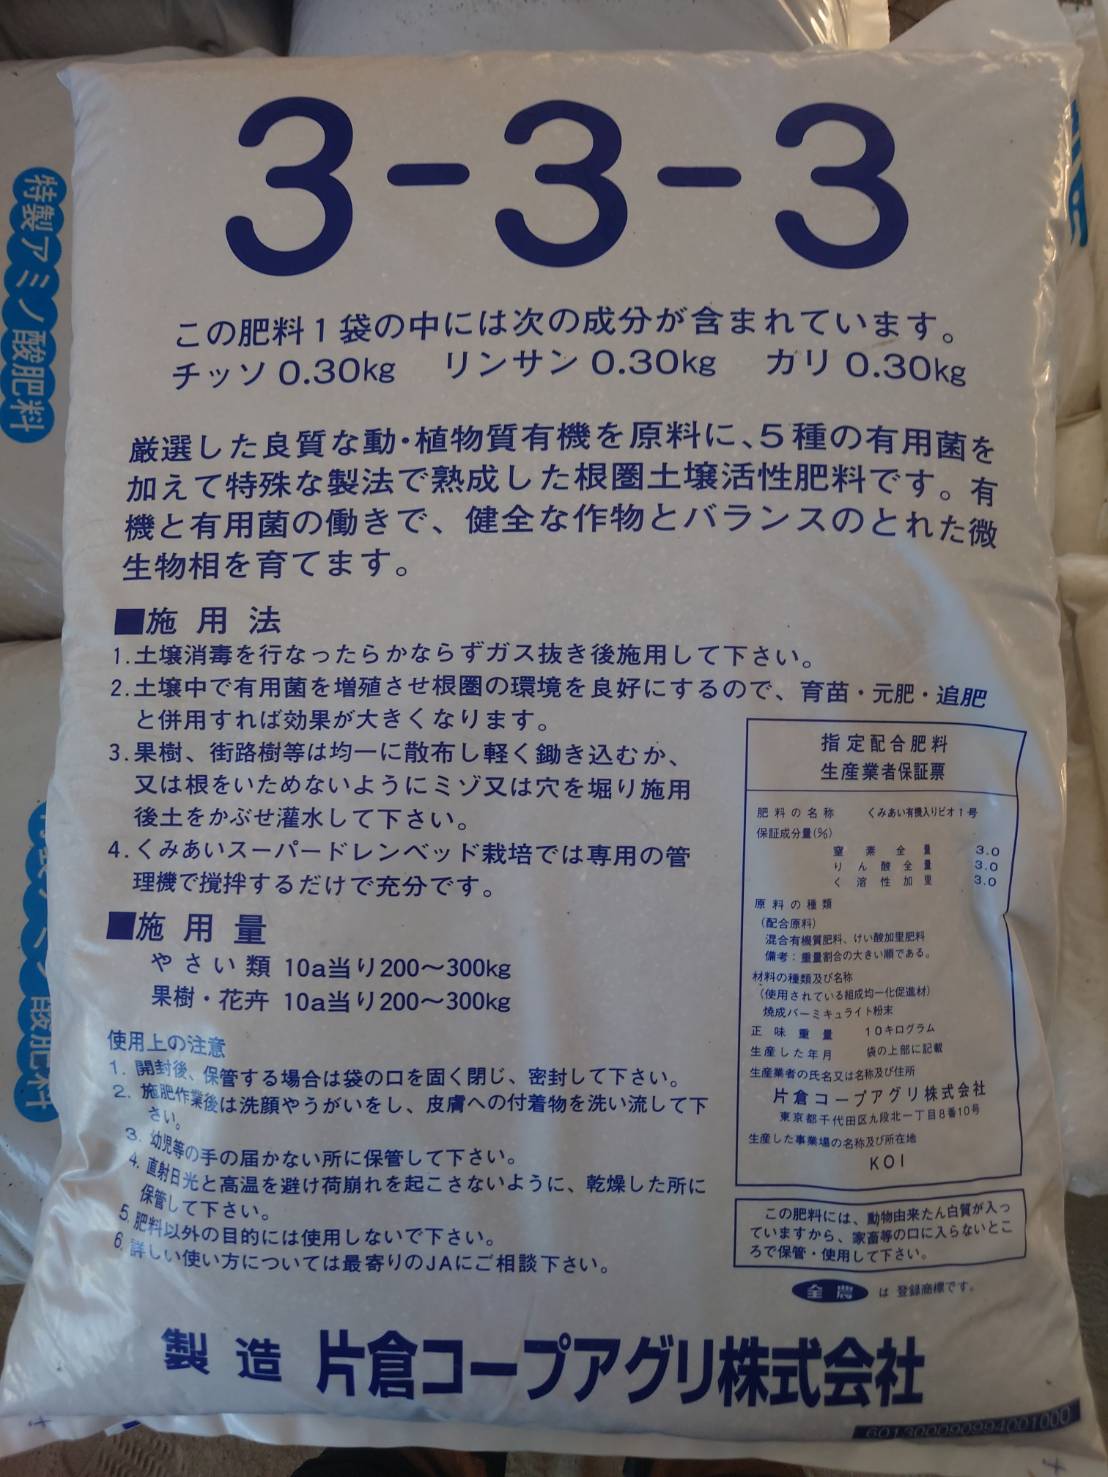 3-3-3
この肥料1袋の中には次の成分が含まれています。
チッソ 0.30kg リンサン 0.30kg カリ 0.30kg
厳選した良質な動・植物質有機を原料に、5種の有用菌を
加えて特殊な製法で熟成した根圏土壌活性肥料です。有
機と有用菌の働きで、健全な作物とバランスのとれた微
生物相を育てます。
■施用法
1.土壌消毒を行なったらかならずガス抜き後施用して下さい。
2.土壌中で有用菌を増殖させ根圏の環境を良好にするので、育苗・元肥・追肥
と併用すれば効果が大きくなります。
3.果樹、街路樹等は均一に散布し軽く鋤き込むか、
又は根をいためないようにミゾ又は穴を堀り施用
後土をかぶせ灌水して下さい。
4.くみあいスーパードレンベッド栽培では専用の管
理機で撹拌するだけで充分です。
■施用量
やさい類 10a当り200〜300kg
果樹・花卉 10a当り200〜300kg
使用上の注意
1. 開封後、保管する場合は袋の口を固く閉じ、密封して下さい。
2. 施肥作業後は洗顔やうがいをし、皮膚への付着物を洗い流して下
さい。
3. 幼児等の手の届かない所に保管して下さい。
4. 直射日光と高温を避け荷崩れを起こさないように、乾燥した所に
保管して下さい。
5. 肥料以外の目的には使用しないで下さい。
6. 詳しい使い方については最寄りのJAにご相談下さい。
指定配合肥料
生産業者保証票
肥料の名称 くみあい有機入りビオ1号
保証成分量(%)
窒素全量 3.0
りん酸全量 3.0
く溶性加里 3.0
原料の種類
(配合原料)
混合有機質肥料、けい酸加里肥料
備考:重量割合の大きい順である。
材料の種類及び名称
(使用されている組成均一化促進材)
焼成バーミキュライト粉末
正味重量 10キログラム
生産した年月 袋の上部に記載
生産業者の氏名又は名称及び住所
片倉コープアグリ株式会社
東京都千代田区九段北一丁目8番10号
生産した事業場の名称及び所在地
KOI
この肥料には、動物由来たん白質が入っ
ていますから、家畜等の口に入らないとこ
ろで保管・使用して下さい。
全農 は 登録商標です。
製造 片倉コープアグリ株式会社
601300090994001000
特製アミノ酸肥料